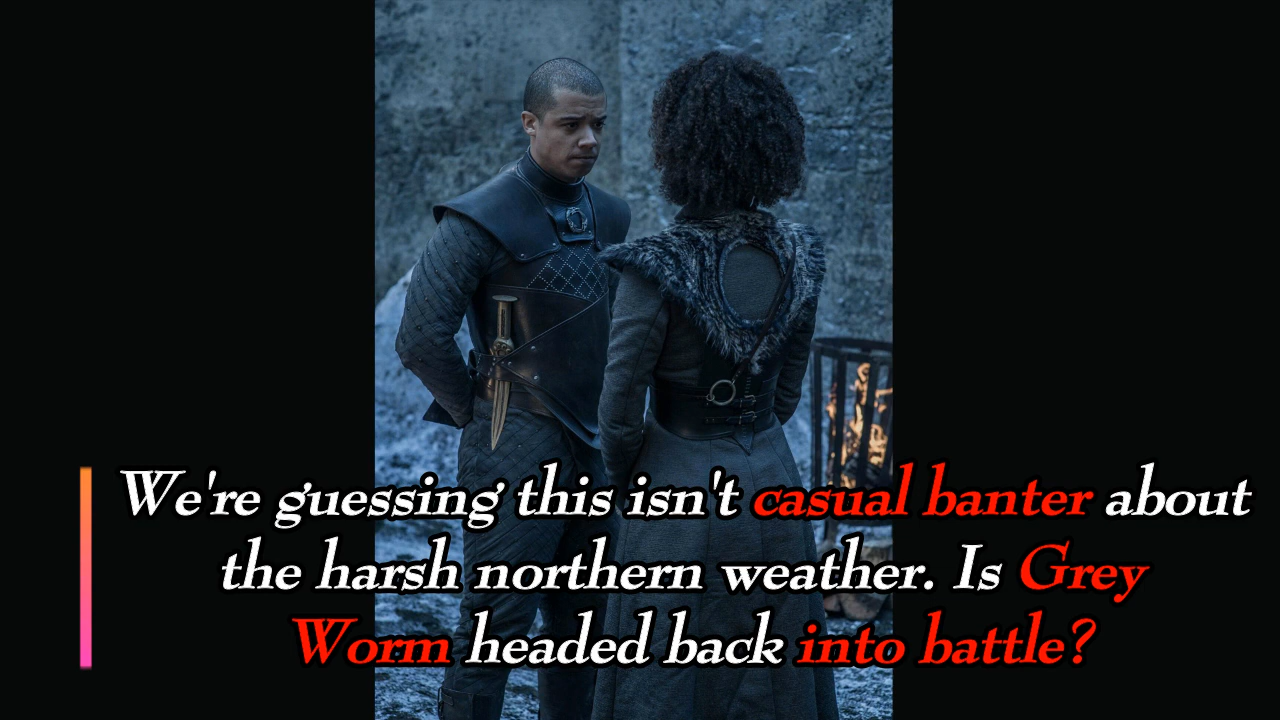 We're guessing this isn't casual banter about
the harsh northern weather. Is Grey
Worm headed back into battle?